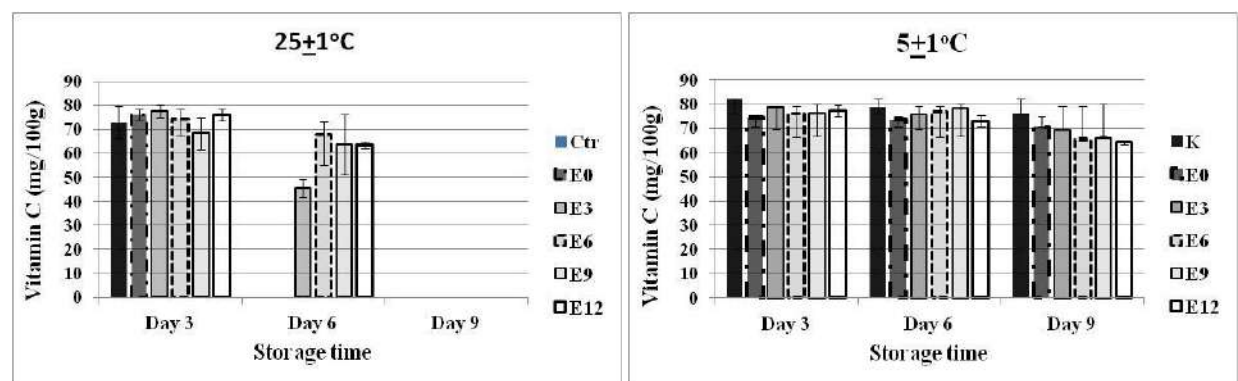 25±1°C
Vitamin C (mg/100g)
90
80
70
60
50
40
30
20
10
0
Day 3
Day 6
Day 9
Storage time
Ctr
E0
E3
E6
E9
E12
5±1°C
Vitamin C (mg/100g)
90
80
70
60
50
40
30
20
10
0
Day 3
Day 6
Day 9
Storage time
K
E0
E3
E6
E9
E12